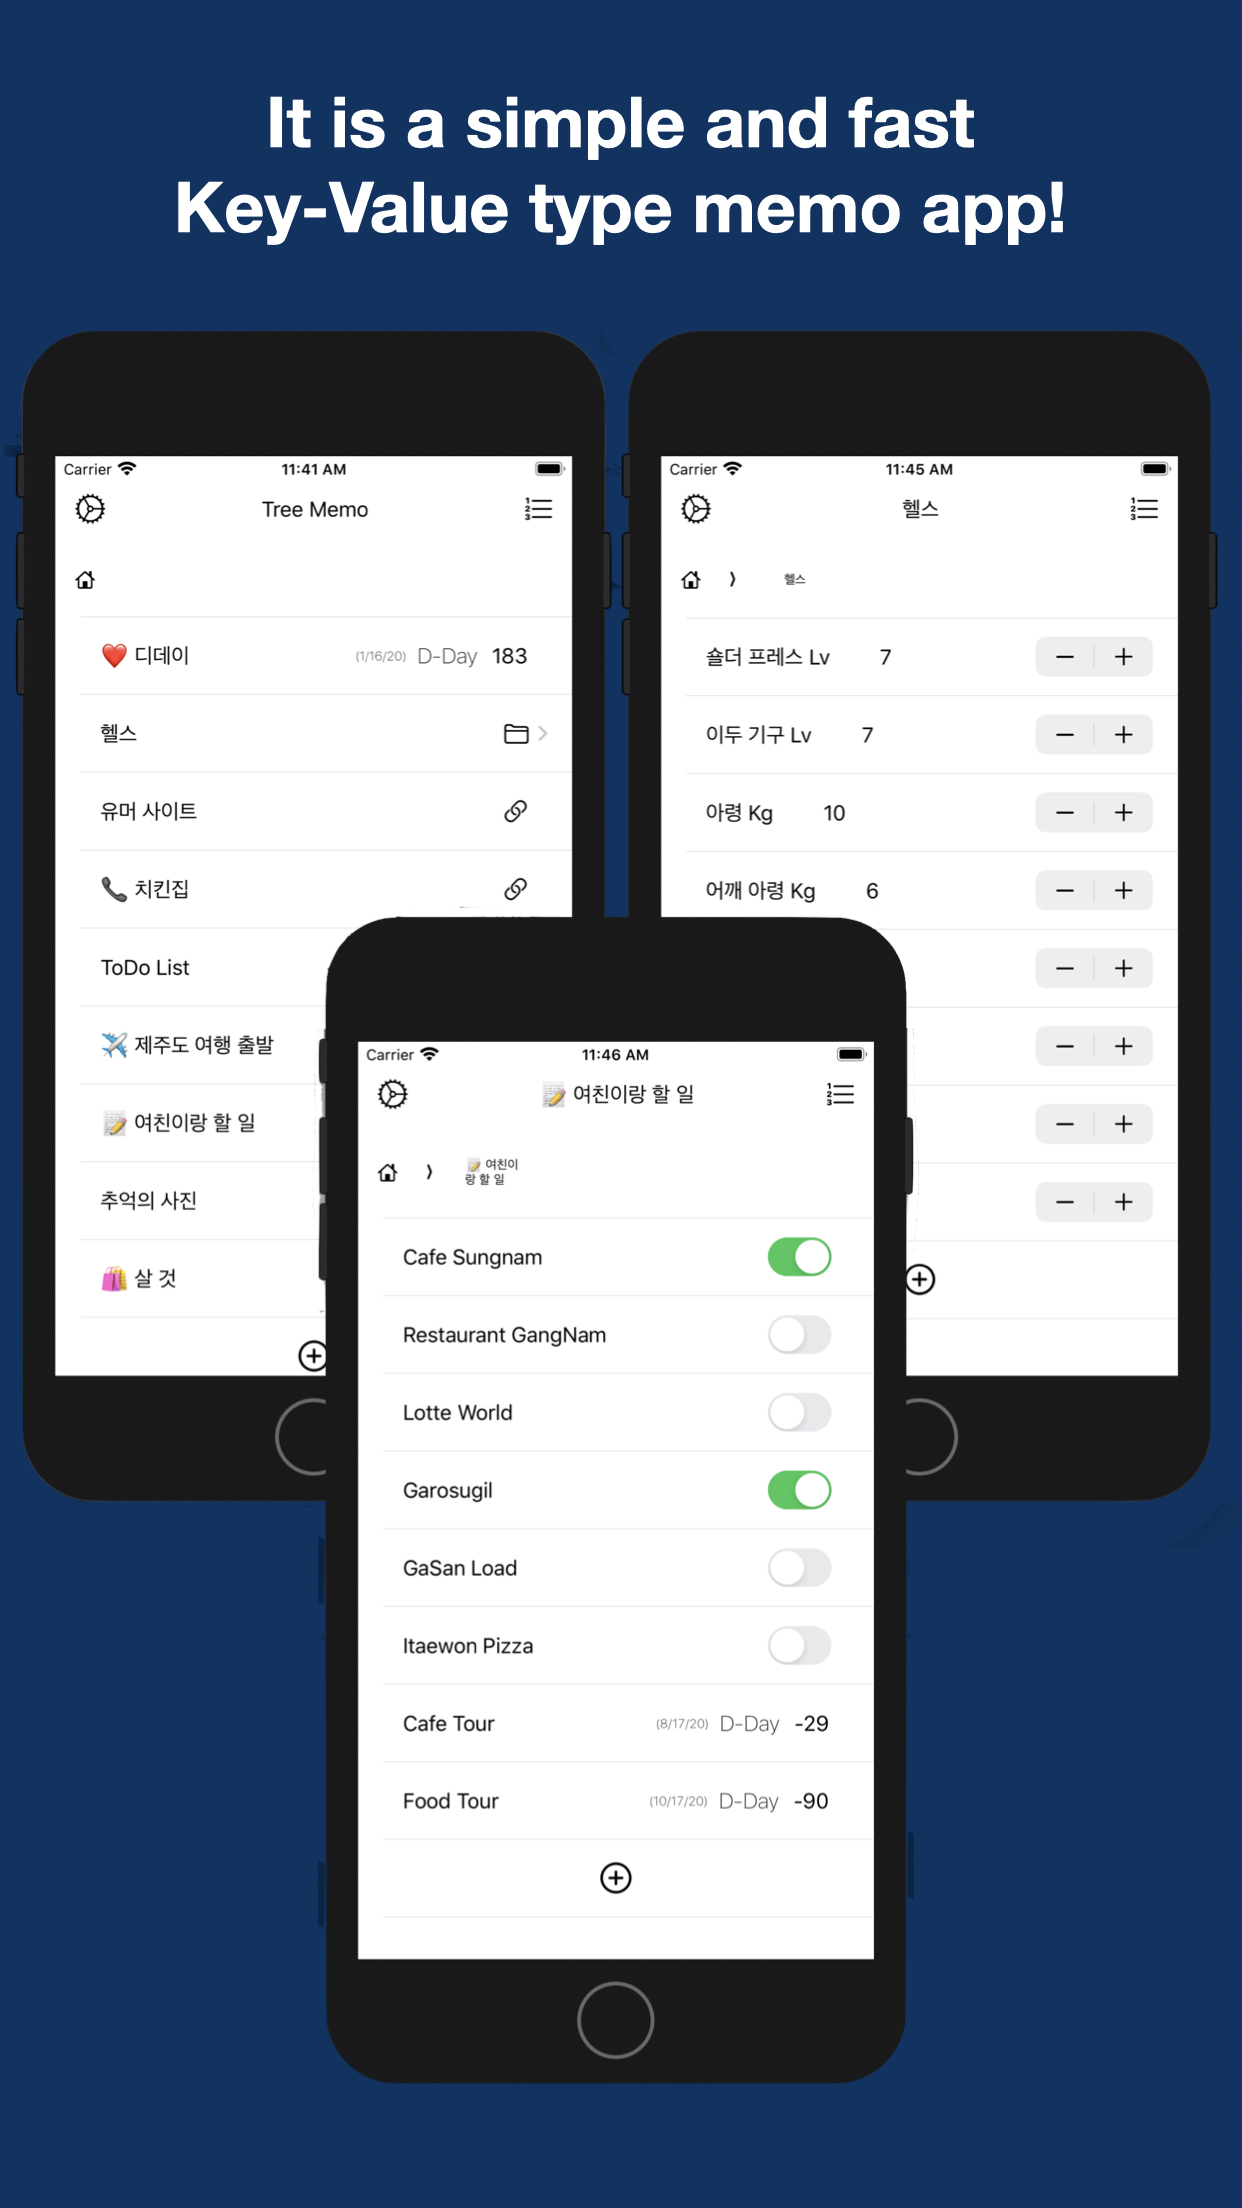 It is a simple and fast
Key-Value type memo app!
Carrier 11:41 AM
Tree Memo
❤️ 디데이 (1/16/20) D-Day 183
헬스
유머 사이트
📞 치킨집
ToDo List
✈️ 제주도 여행 출발
📝 여친이랑 할 일
추억의 사진
🛍️ 살 것
Carrier 11:45 AM
헬스
헬스
숄더 프레스 Lv 7
이두 기구 Lv 7
아령 Kg 10
어깨 아령 Kg 6
Carrier 11:46 AM
📝 여친이랑 할 일
📝 여친이
랑 할 일
Cafe Sungnam
Restaurant GangNam
Lotte World
Garosugil
GaSan Load
Itaewon Pizza
Cafe Tour (8/17/20) D-Day -29
Food Tour (10/17/20) D-Day -90